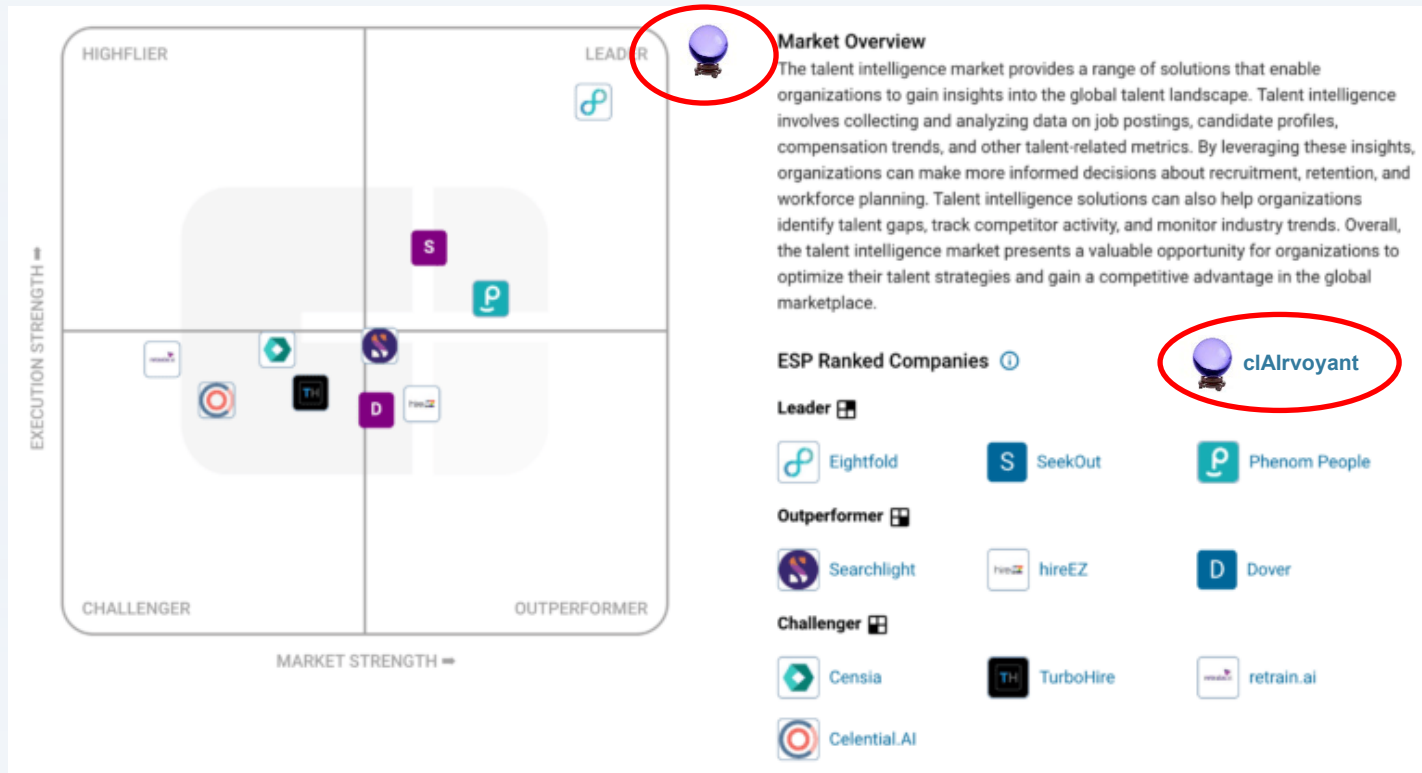 HIGHFLIER
LEADER
S
EXECUTION STRENGTH ➡
TH
D
hireEZ
CHALLENGER
OUTPERFORMER
MARKET STRENGTH ➡
Market Overview
The talent intelligence market provides a range of solutions that enable
organizations to gain insights into the global talent landscape. Talent intelligence
involves collecting and analyzing data on job postings, candidate profiles,
compensation trends, and other talent-related metrics. By leveraging these insights,
organizations can make more informed decisions about recruitment, retention, and
workforce planning. Talent intelligence solutions can also help organizations
identify talent gaps, track competitor activity, and monitor industry trends. Overall,
the talent intelligence market presents a valuable opportunity for organizations to
optimize their talent strategies and gain a competitive advantage in the global
marketplace.
ESP Ranked Companies
clAIrvoyant
Leader
Eightfold
S SeekOut
Phenom People
Outperformer
Searchlight
hireEZ hireEZ
D Dover
Challenger
Censia
TH TurboHire
retrain.ai
Celential.AI